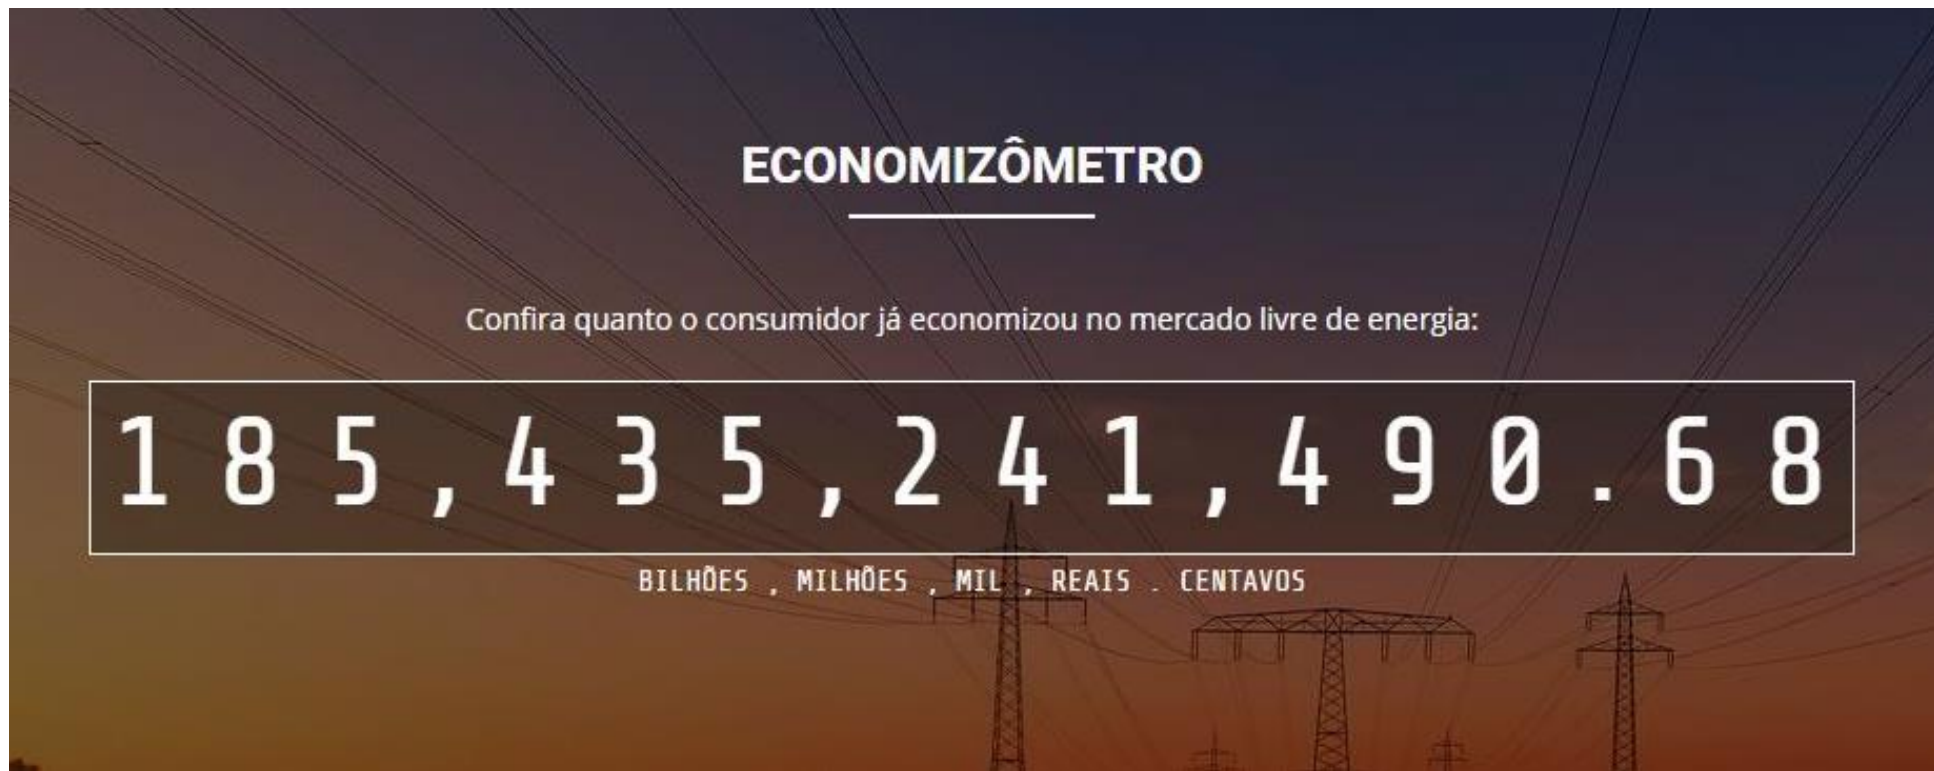 ECONOMIZÔMETRO
Confira quanto o consumidor já economizou no mercado livre de energia:
185,435,241,490.68
BILHÕES , MILHÕES , MIL , REAIS . CENTAVOS